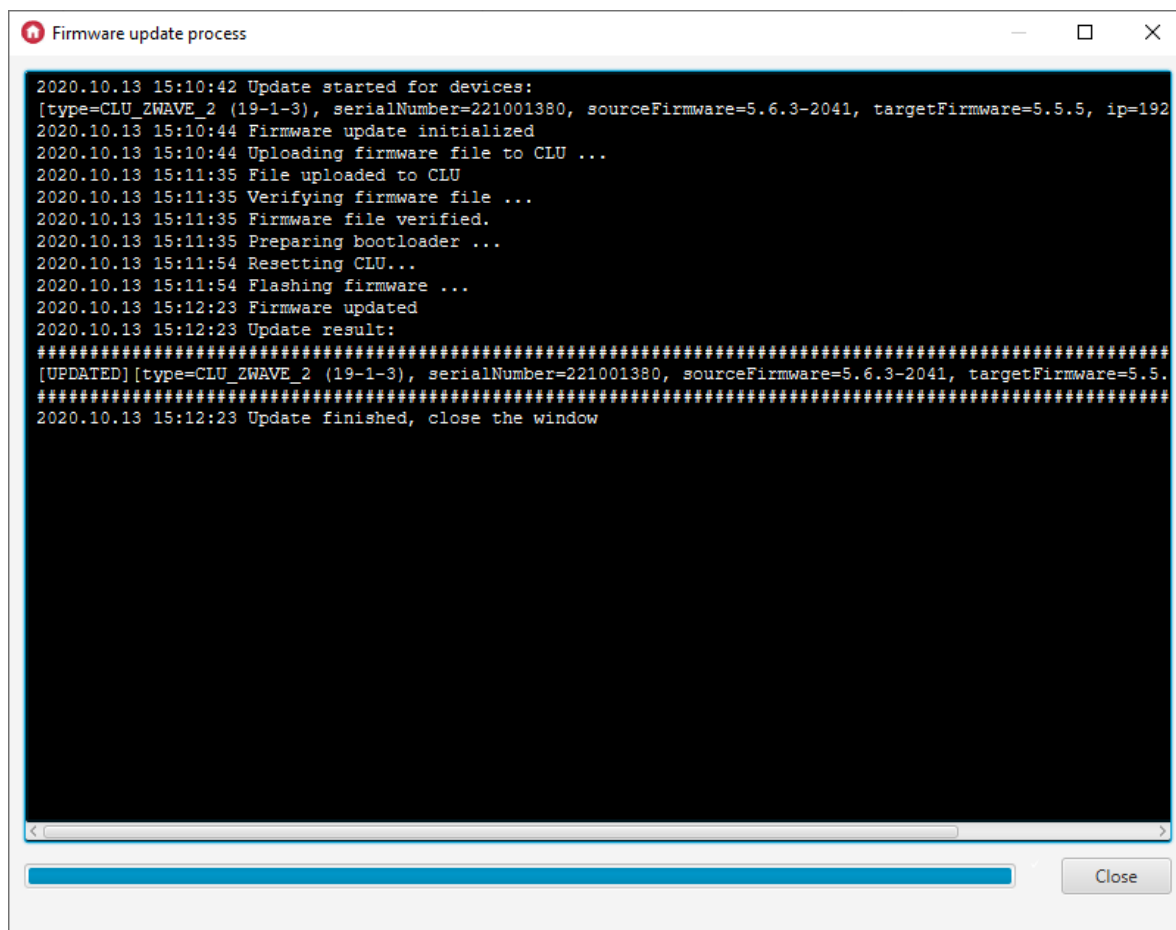 Firmware update process
2020.10.13 15:10:42 Update started for devices:
[type=CLU_ZWAVE_2 (19-1-3), serialNumber=221001380, sourceFirmware=5.6.3-2041, targetFirmware=5.5.5, ip=192
2020.10.13 15:10:44 Firmware update initialized
2020.10.13 15:10:44 Uploading firmware file to CLU ...
2020.10.13 15:11:35 File uploaded to CLU
2020.10.13 15:11:35 Verifying firmware file ...
2020.10.13 15:11:35 Firmware file verified.
2020.10.13 15:11:35 Preparing bootloader ...
2020.10.13 15:11:54 Resetting CLU...
2020.10.13 15:11:54 Flashing firmware ...
2020.10.13 15:12:23 Firmware updated
2020.10.13 15:12:23 Update result:
###########################################################################################################
[UPDATED][type=CLU_ZWAVE_2 (19-1-3), serialNumber=221001380, sourceFirmware=5.6.3-2041, targetFirmware=5.5.
###########################################################################################################
2020.10.13 15:12:23 Update finished, close the window
Close